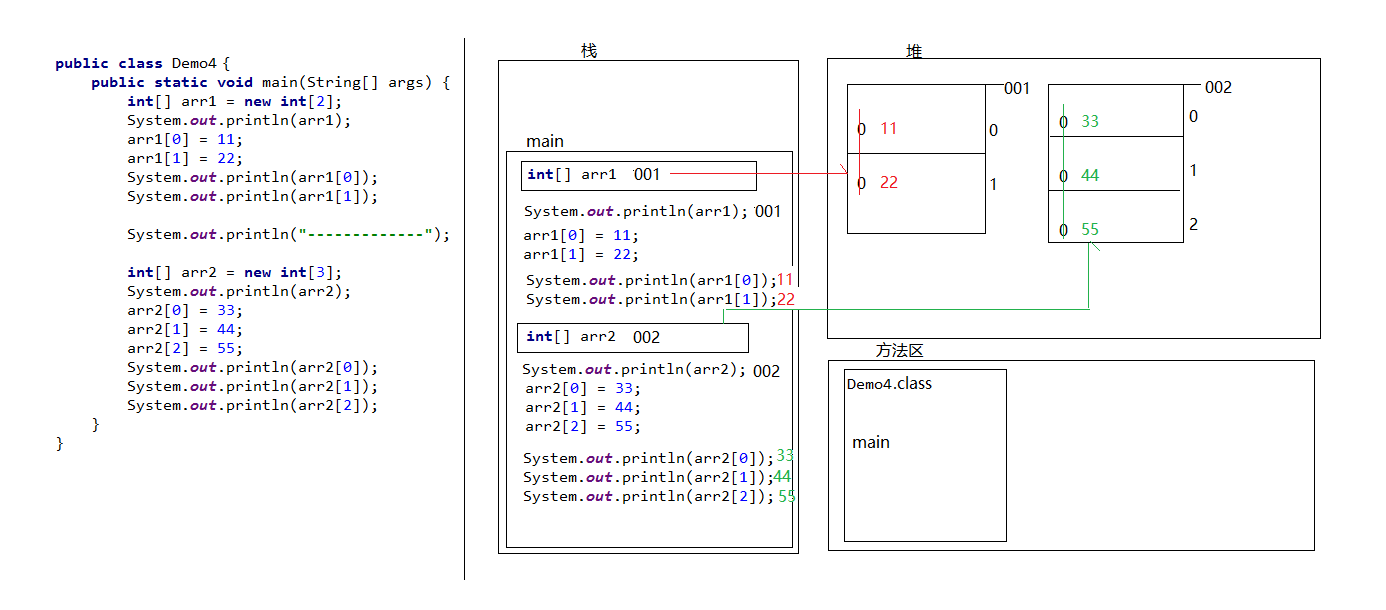 public class Demo4 {
public static void main(String[] args) {
int[] arr1 = new int[2];
System.out.println(arr1);
arr1[0] = 11;
arr1[1] = 22;
System.out.println(arr1[0]);
System.out.println(arr1[1]);
System.out.println("-------------");
int[] arr2 = new int[3];
System.out.println(arr2);
arr2[0] = 33;
arr2[1] = 44;
arr2[2] = 55;
System.out.println(arr2[0]);
System.out.println(arr2[1]);
System.out.println(arr2[2]);
}
}
栈
main
int[] arr1 001
System.out.println(arr1); 001
arr1[0] = 11;
arr1[1] = 22;
System.out.println(arr1[0]);11
System.out.println(arr1[1]);22
int[] arr2 002
System.out.println(arr2); 002
arr2[0] = 33;
arr2[1] = 44;
arr2[2] = 55;
System.out.println(arr2[0]);33
System.out.println(arr2[1]);44
System.out.println(arr2[2]);55
堆
001
0 11 0
0 22 1
002
0 33 0
0 44 1
0 55 2
方法区
Demo4.class
main